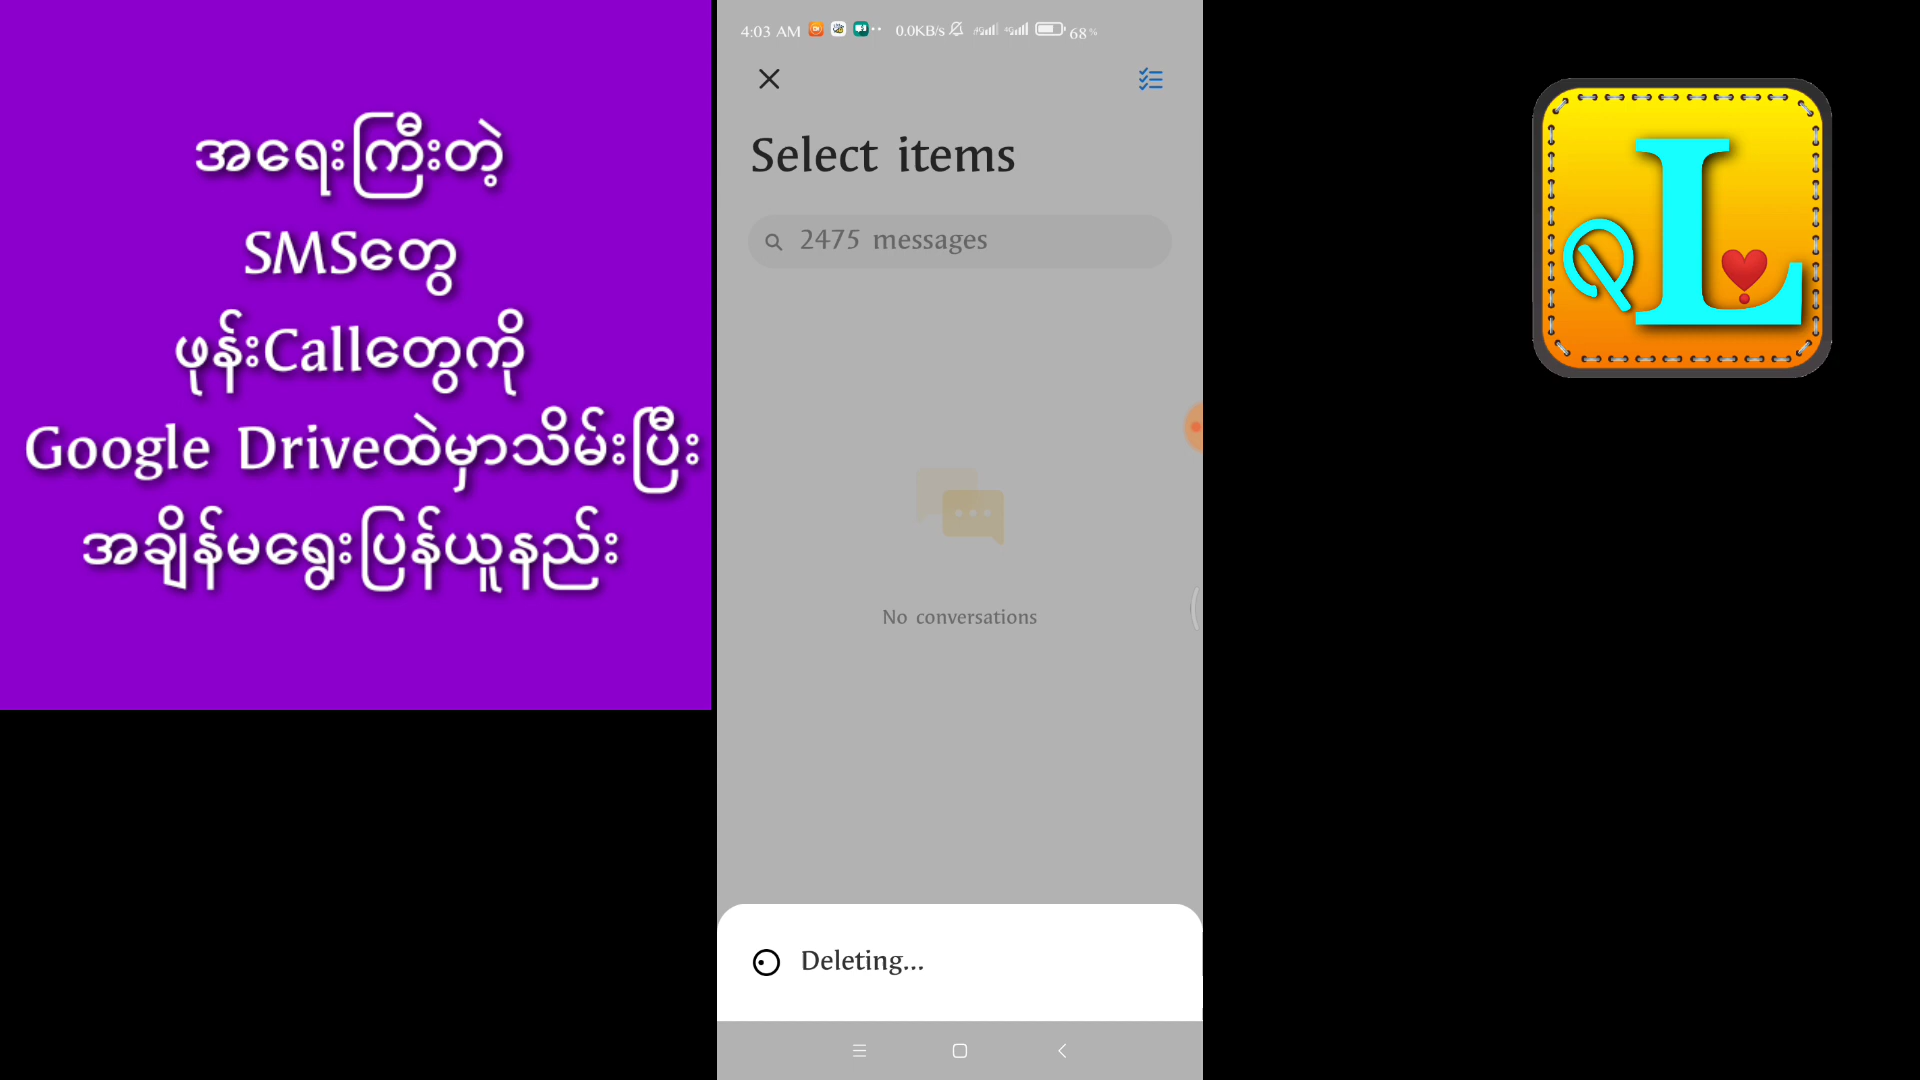 အရေးကြီးတဲ့
SMSတွေ
ဖုန်းCallတွေကို
Google Driveထဲမှာသိမ်းပြီး
အချိန်မရွေးပြန်ယူနည်း
4:03 AM 0.0KB/s 68%
Select items
2475 messages
No conversations
Deleting...